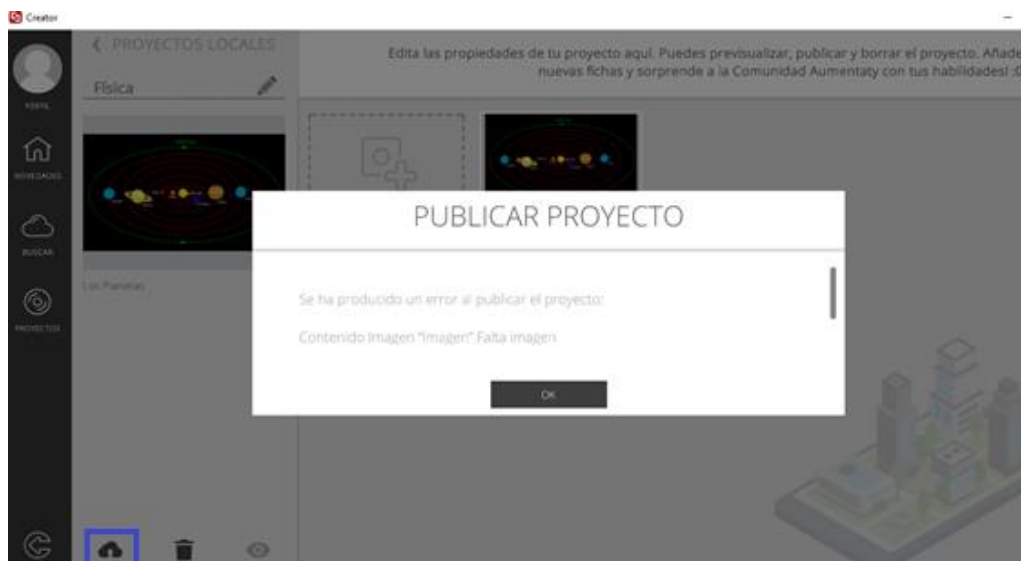 Creator
PROYECTOS LOCALES
Física
Edita las propiedades de tu proyecto aquí. Puedes previsualizar, publicar y borrar el proyecto. Añade
nuevas fichas y sorprende a la Comunidad Aumentaty con tus habilidades! :
PERFIL
NOVEDADES
BUSCAR
PROYECTOS
Los Planetas
PUBLICAR PROYECTO
Se ha producido un error al publicar el proyecto:
Contenido Imagen "Imagen" Falta imagen
OK